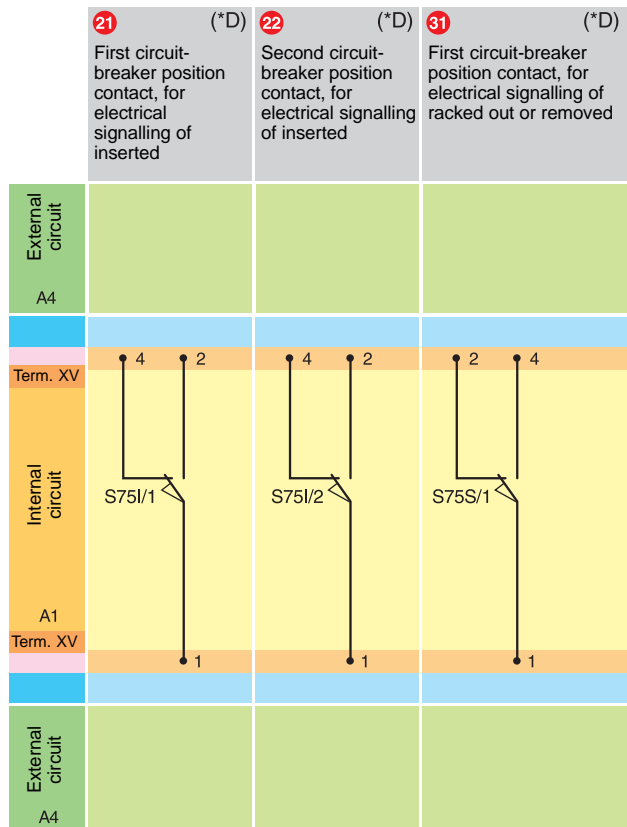 21 (*D)
First circuit-
breaker position
contact, for
electrical
signalling of
inserted
22 (*D)
Second circuit-
breaker position
contact, for
electrical signalling
of inserted
31 (*D)
First circuit-breaker
position contact, for
electrical signalling of
racked out or removed
External
circuit
A4
4 2
4 2
2 4
Term. XV
S75I/1
S75I/2
S75S/1
Internal
circuit
A1
Term. XV
1
1
1
External
circuit
A4